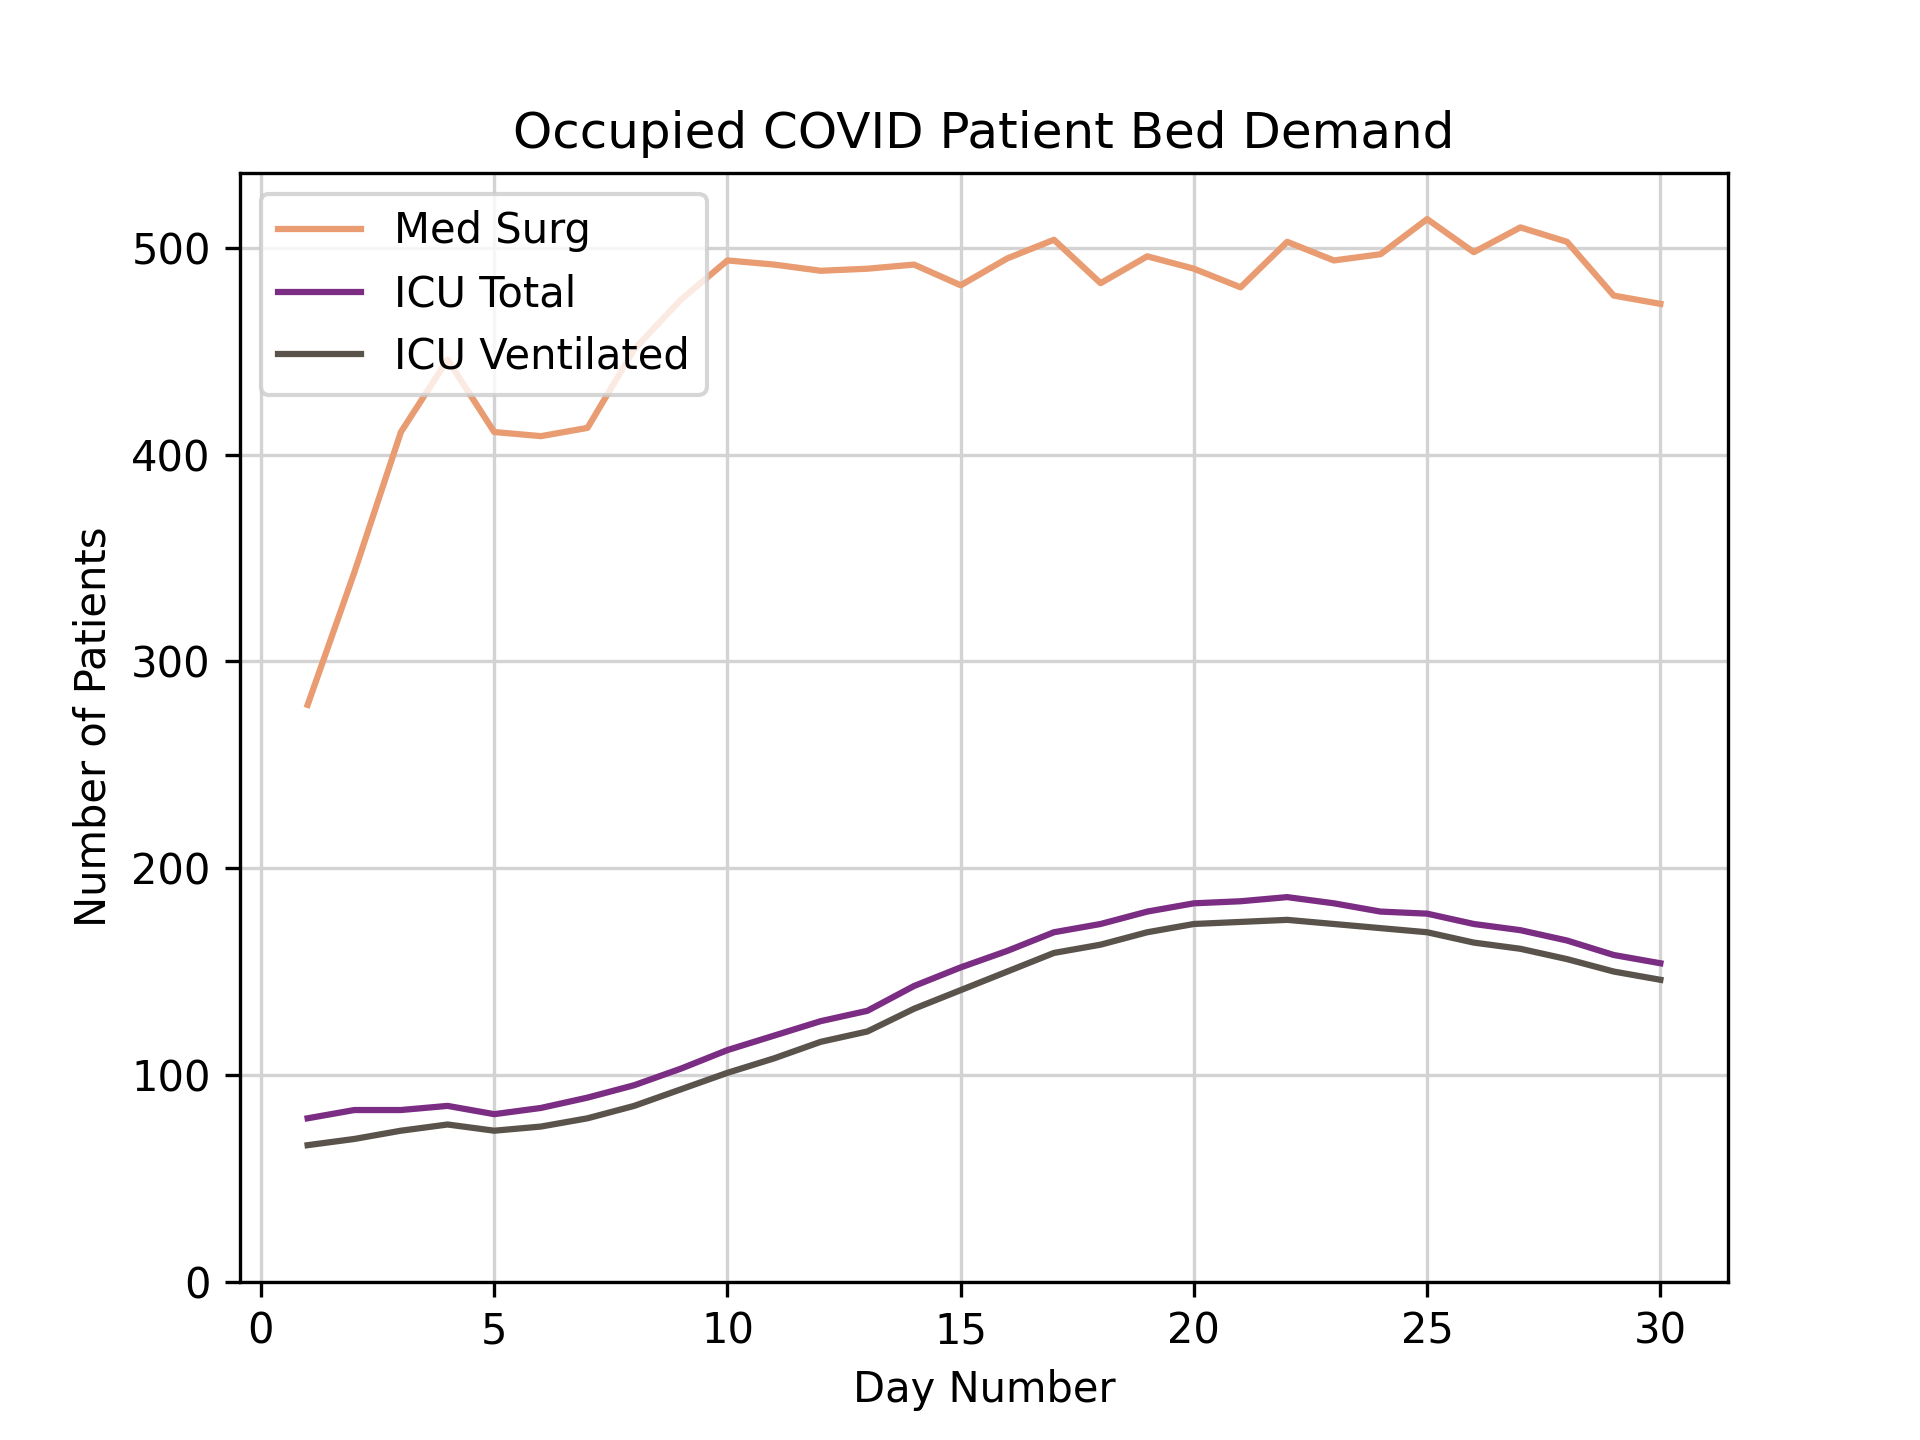 Occupied COVID Patient Bed Demand
Med Surg
ICU Total
ICU Ventilated
Number of Patients
500
400
300
200
100
0
0 5 10 15 20 25 30
Day Number